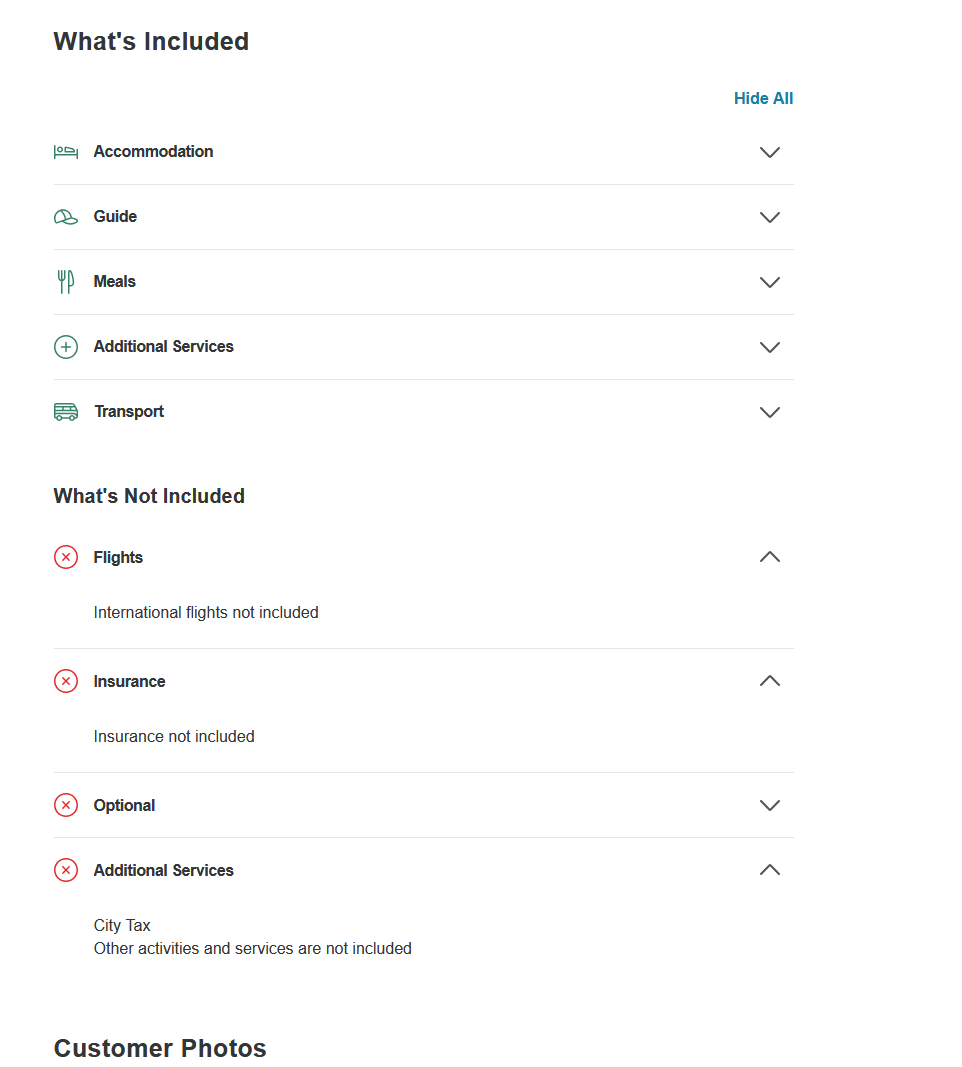 What's Included
Hide All
Accommodation
Guide
Meals
Additional Services
Transport
What's Not Included
Flights
International flights not included
Insurance
Insurance not included
Optional
Additional Services
City Tax
Other activities and services are not included
Customer Photos